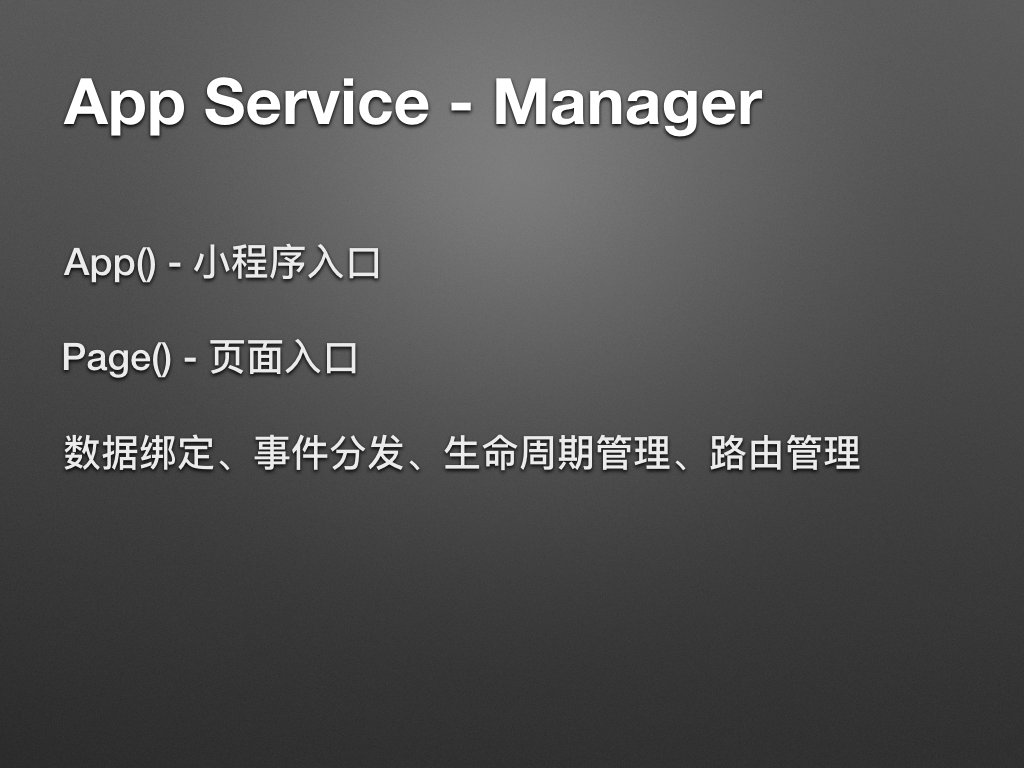 App Service - Manager
App() - 小程序入口
Page() - 页面入口
数据绑定、事件分发、生命周期管理、路由管理